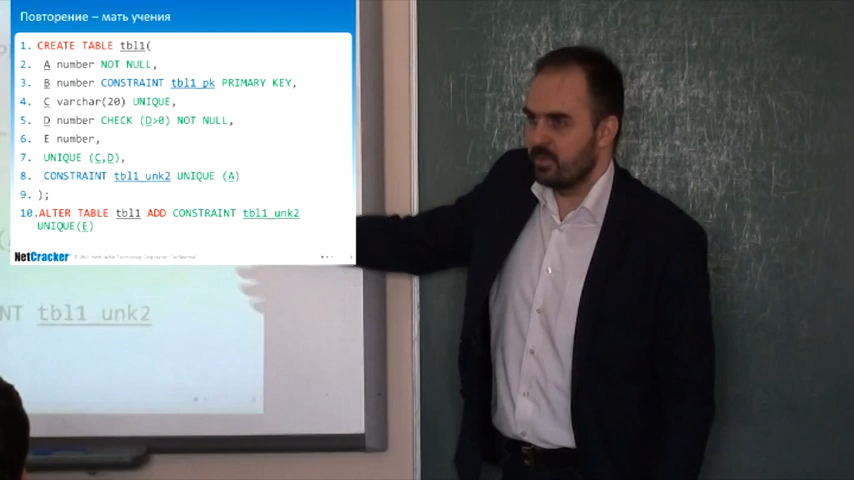 Повторение – мать учения
1. CREATE TABLE tbl1(
2. A number NOT NULL,
3. B number CONSTRAINT tbl1_pk PRIMARY KEY,
4. C varchar(20) UNIQUE,
5. D number CHECK (D>0) NOT NULL,
6. E number,
7. UNIQUE (C,D),
8. CONSTRAINT tbl1_unk2 UNIQUE (A)
9. );
10.ALTER TABLE tbl1 ADD CONSTRAINT tbl1_unk2
UNIQUE(E)
NetCracker
NT tbl1_unk2